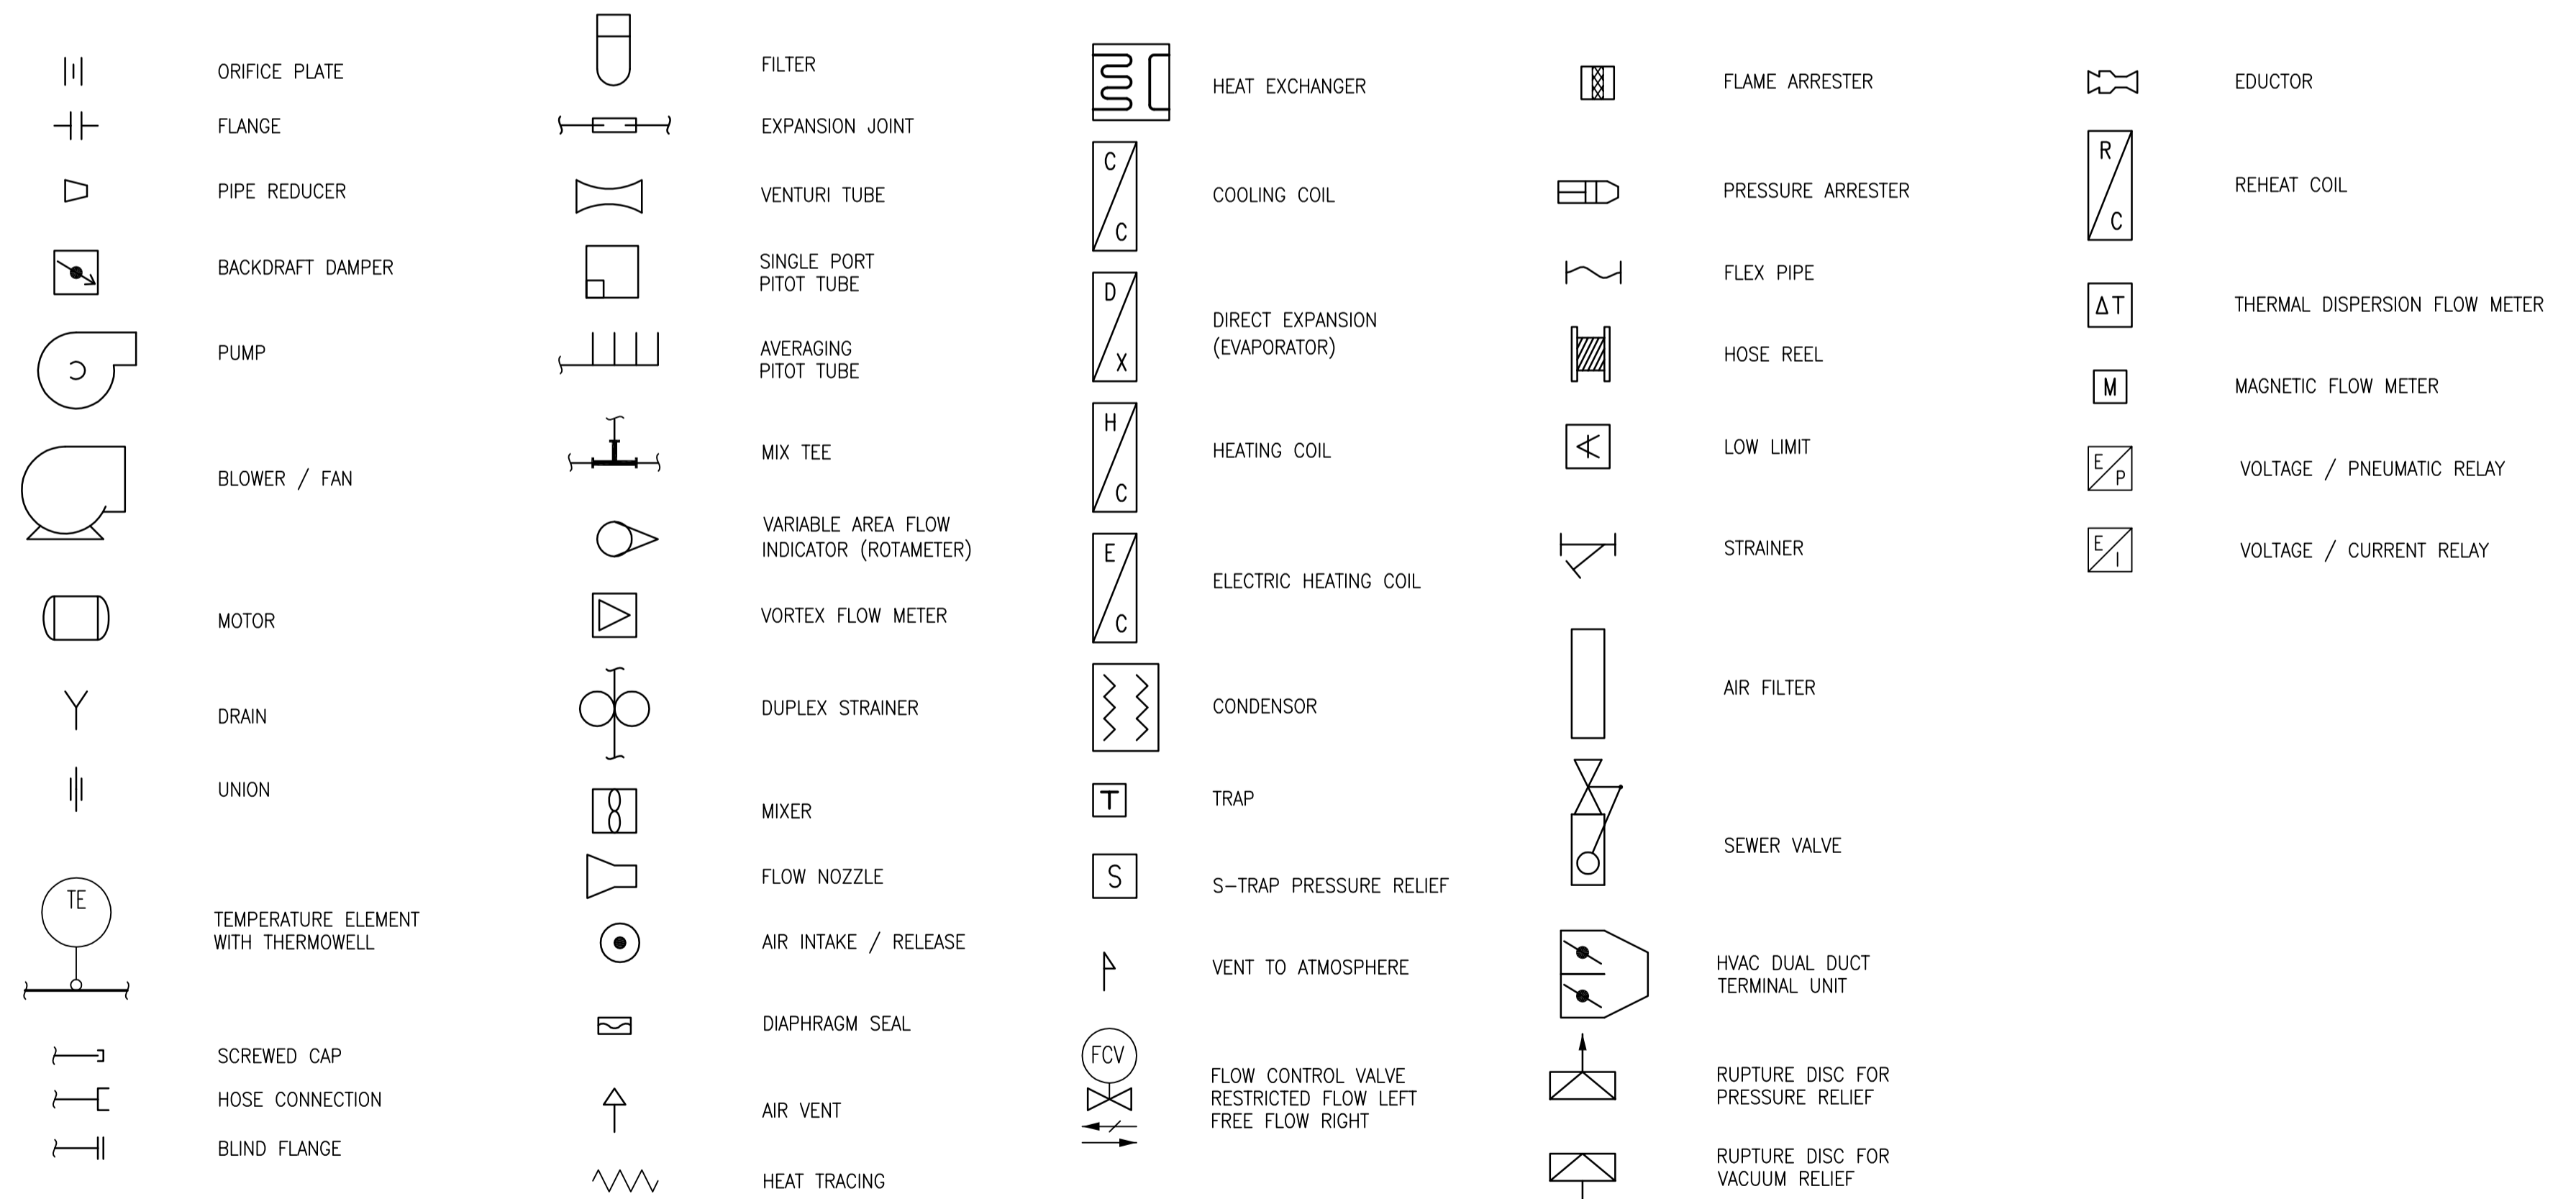 ORIFICE PLATE
FLANGE
PIPE REDUCER
BACKDRAFT DAMPER
PUMP
BLOWER / FAN
MOTOR
DRAIN
UNION
TE
TEMPERATURE ELEMENT
WITH THERMOWELL
SCREWED CAP
HOSE CONNECTION
BLIND FLANGE
FILTER
EXPANSION JOINT
VENTURI TUBE
SINGLE PORT
PITOT TUBE
AVERAGING
PITOT TUBE
MIX TEE
VARIABLE AREA FLOW
INDICATOR (ROTAMETER)
VORTEX FLOW METER
DUPLEX STRAINER
MIXER
FLOW NOZZLE
AIR INTAKE / RELEASE
DIAPHRAGM SEAL
AIR VENT
HEAT TRACING
HEAT EXCHANGER
C
C
COOLING COIL
D
X
DIRECT EXPANSION
(EVAPORATOR)
H
C
HEATING COIL
E
C
ELECTRIC HEATING COIL
CONDENSOR
T
TRAP
S
S-TRAP PRESSURE RELIEF
VENT TO ATMOSPHERE
FCV
FLOW CONTROL VALVE
RESTRICTED FLOW LEFT
FREE FLOW RIGHT
FLAME ARRESTER
PRESSURE ARRESTER
FLEX PIPE
HOSE REEL
LOW LIMIT
STRAINER
AIR FILTER
SEWER VALVE
HVAC DUAL DUCT
TERMINAL UNIT
RUPTURE DISC FOR
PRESSURE RELIEF
RUPTURE DISC FOR
VACUUM RELIEF
EDUCTOR
R
C
REHEAT COIL
ΔT
THERMAL DISPERSION FLOW METER
M
MAGNETIC FLOW METER
E
P
VOLTAGE / PNEUMATIC RELAY
E
I
VOLTAGE / CURRENT RELAY